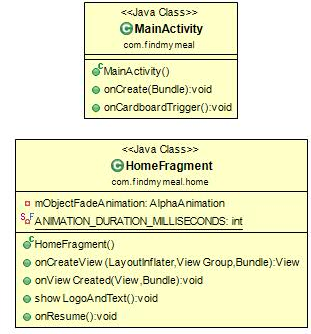 <<Java Class>>
MainActivity
com.findmymeal
MainActivity()
onCreate(Bundle):void
onCardboardTrigger():void
<<Java Class>>
HomeFragment
com.findmymeal.home
mObjectFadeAnimation: AlphaAnimation
ANIMATION_DURATION_MILLISECONDS: int
HomeFragment()
onCreateView (LayoutInflater,View Group,Bundle):View
onView Created(View ,Bundle):void
show LogoAndText():void
onResume():void